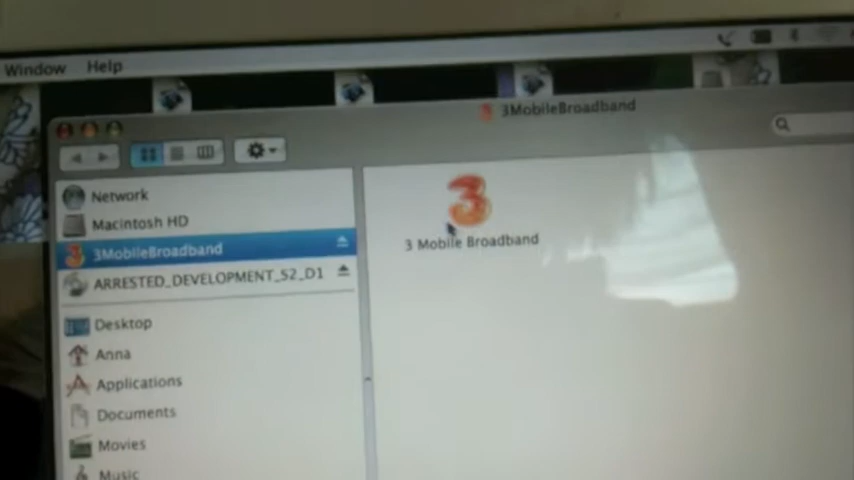 Window Help
3MobileBroadband
Network
Macintosh HD
3MobileBroadband
ARRESTED_DEVELOPMENT_S2_D1
Desktop
Anna
Applications
Documents
Movies
Music
3
3 Mobile Broadband